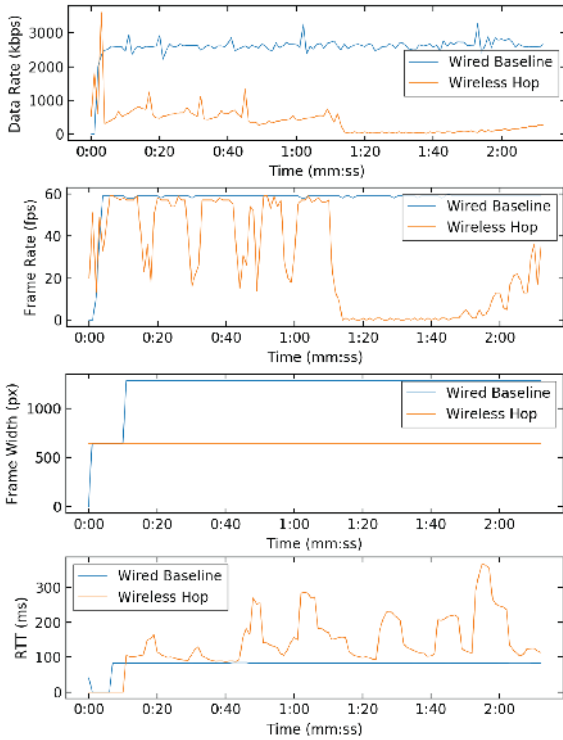 Data Rate (kbps)
3000
2000
1000
0
Wired Baseline
Wireless Hop
0:00 0:20 0:40 1:00 1:20 1:40 2:00
Time (mm:ss)
Frame Rate (fps)
60
40
20
0
Wired Baseline
Wireless Hop
0:00 0:20 0:40 1:00 1:20 1:40 2:00
Time (mm:ss)
Frame Width (px)
1000
500
0
Wired Baseline
Wireless Hop
0:00 0:20 0:40 1:00 1:20 1:40 2:00
Time (mm:ss)
RTT (ms)
300
200
100
0
Wired Baseline
Wireless Hop
0:00 0:20 0:40 1:00 1:20 1:40 2:00
Time (mm:ss)